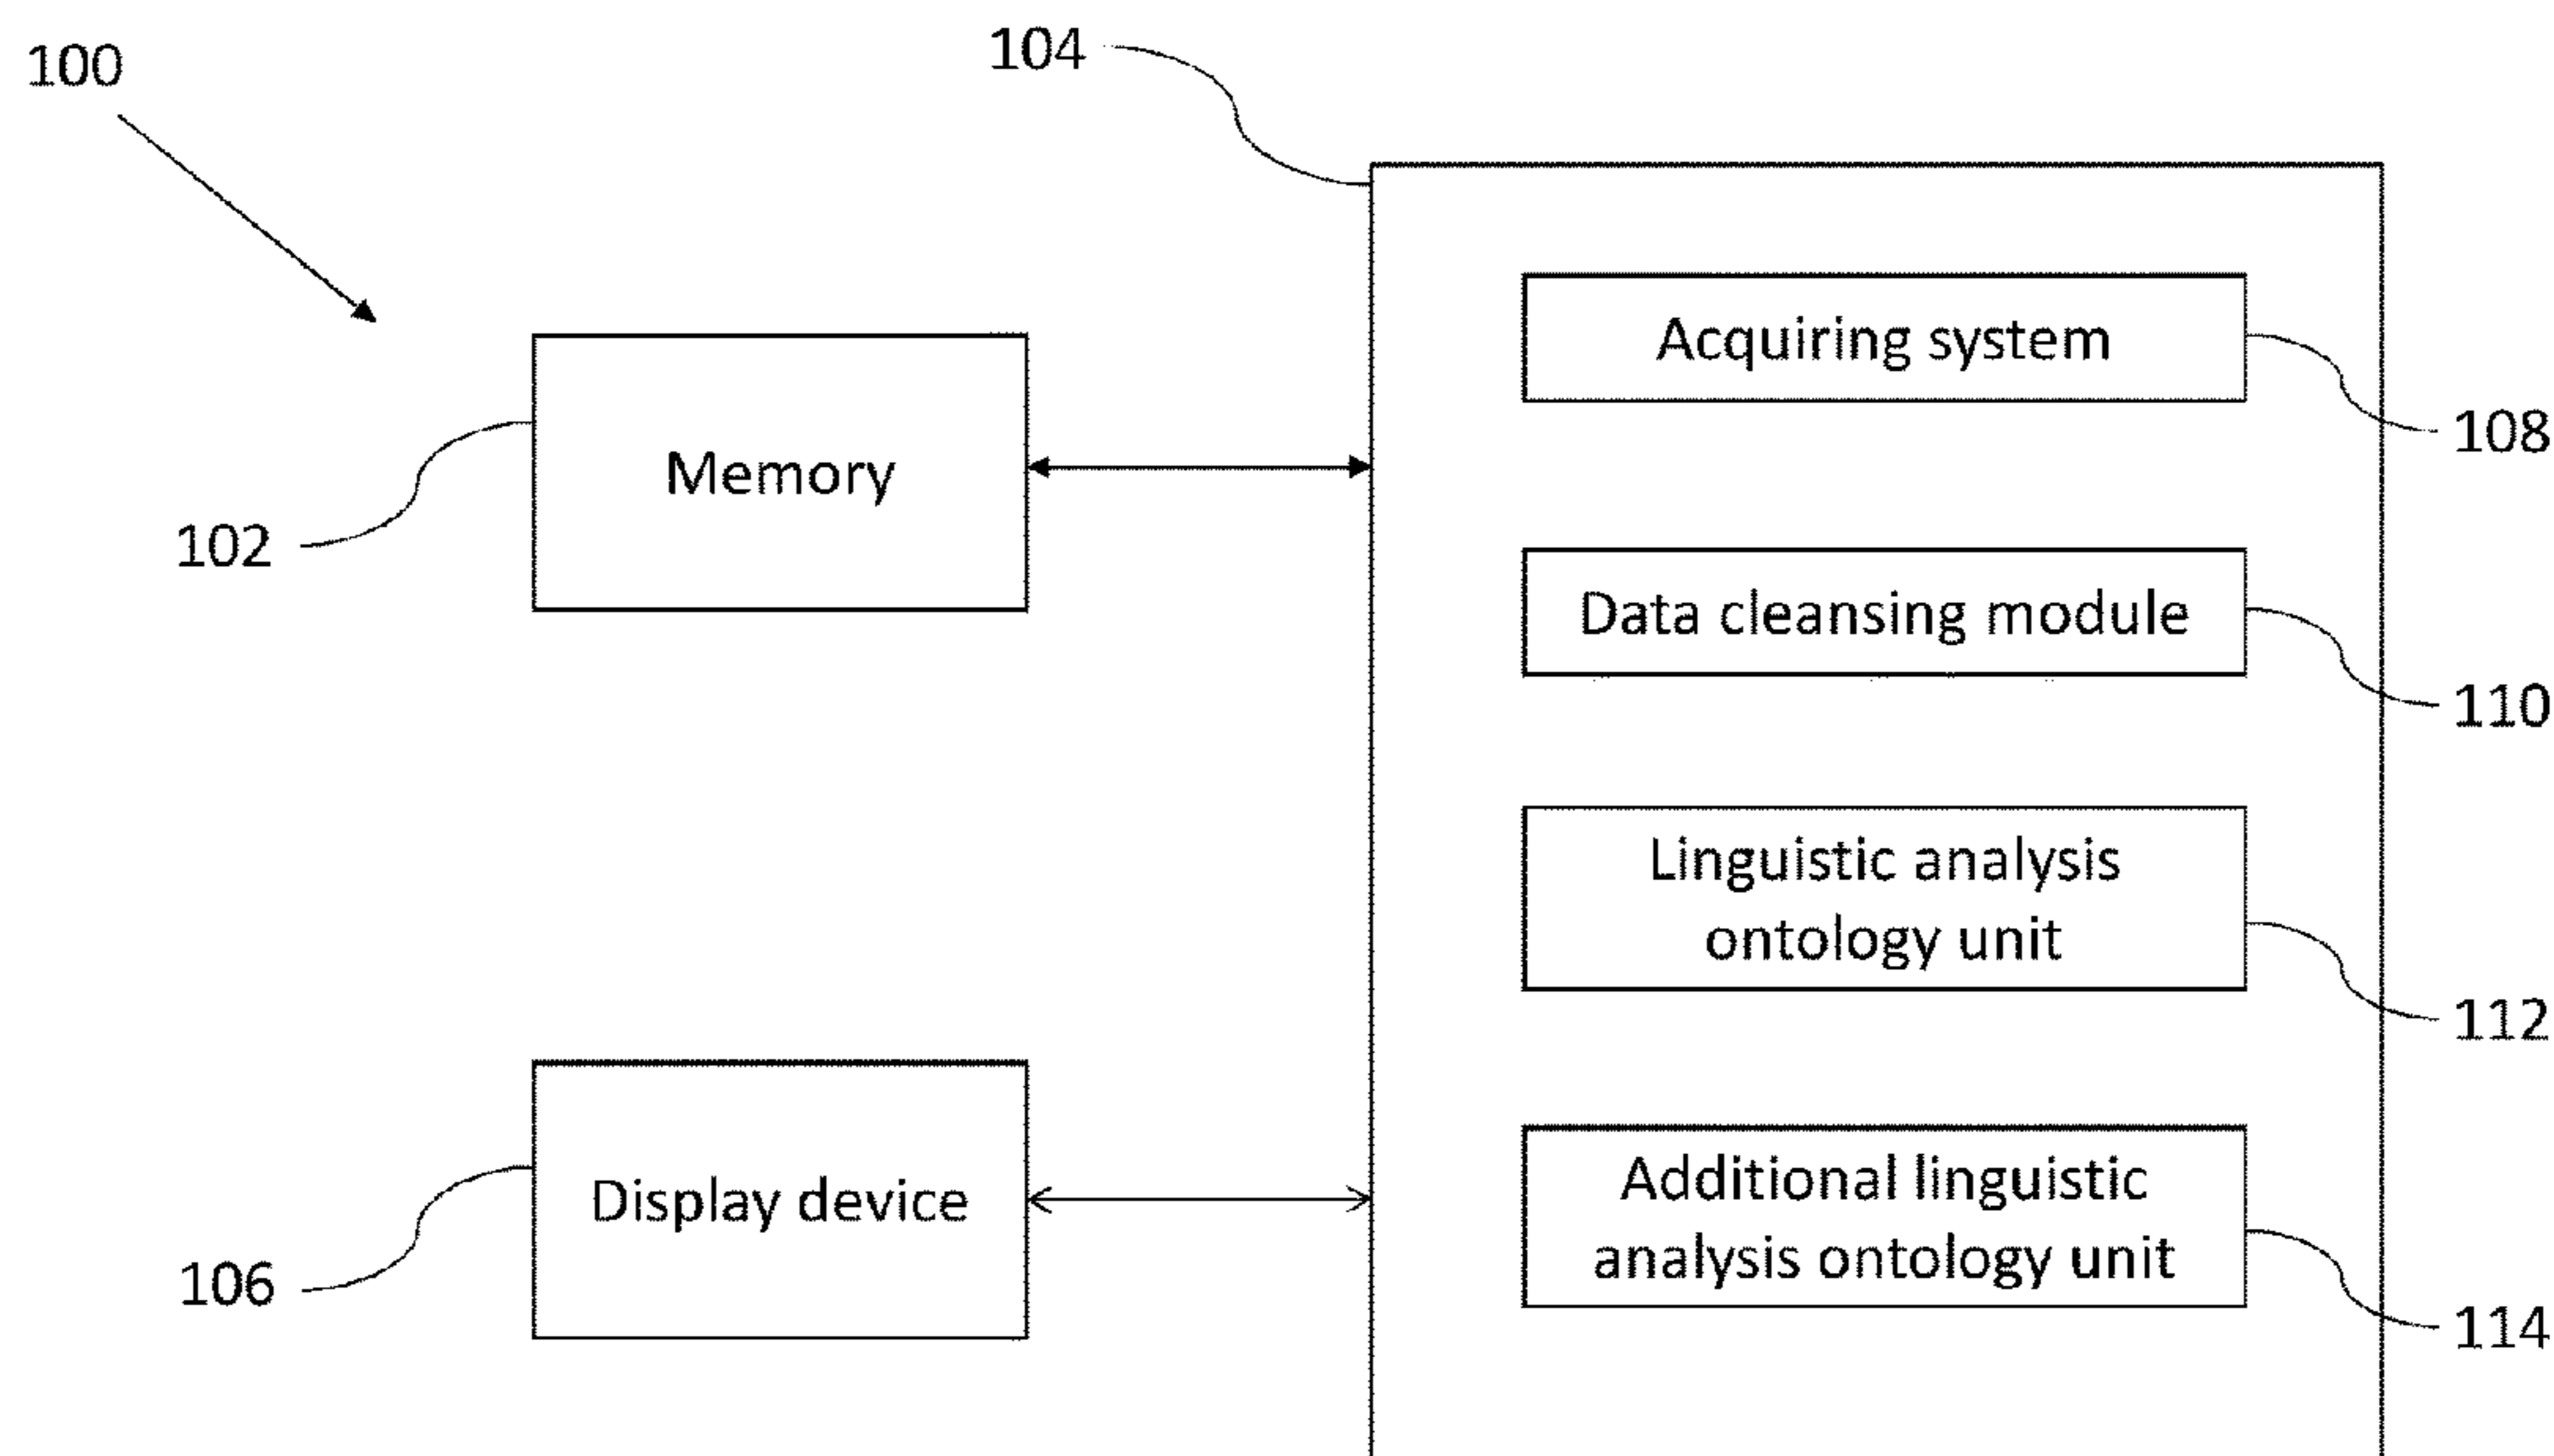 100
104
Acquiring system
108
Memory
102
Data cleansing module
110
Linguistic analysis
ontology unit
112
Display device
106
Additional linguistic
analysis ontology unit
114